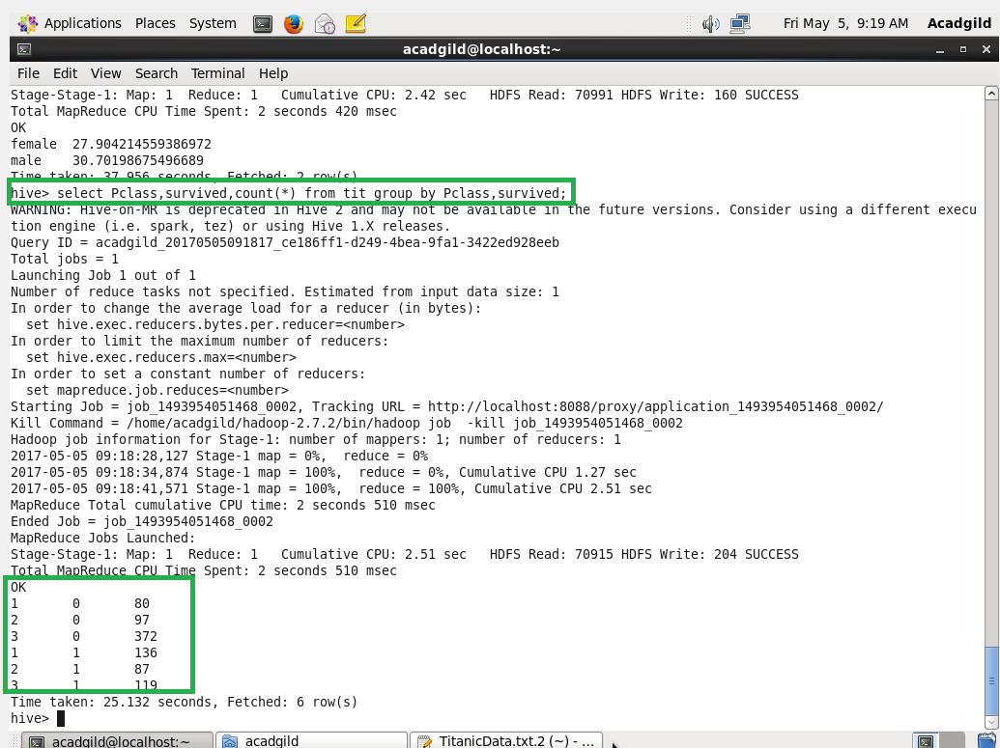 Applications Places System Fri May 5, 9:19 AM Acadgild
acadgild@localhost:~
File Edit View Search Terminal Help
Stage-Stage-1: Map: 1  Reduce: 1   Cumulative CPU: 2.42 sec   HDFS Read: 70991 HDFS Write: 160 SUCCESS
Total MapReduce CPU Time Spent: 2 seconds 420 msec
OK
female  27.904214559386972
male    30.70198675496689
Time taken: 37.956 seconds, Fetched: 2 row(s)
hive> select Pclass,survived,count(*) from tit group by Pclass,survived;
WARNING: Hive-on-MR is deprecated in Hive 2 and may not be available in the future versions. Consider using a different execu
tion engine (i.e. spark, tez) or using Hive 1.X releases.
Query ID = acadgild_20170505091817_ce186ff1-d249-4bea-9fa1-3422ed928eeb
Total jobs = 1
Launching Job 1 out of 1
Number of reduce tasks not specified. Estimated from input data size: 1
In order to change the average load for a reducer (in bytes):
  set hive.exec.reducers.bytes.per.reducer=<number>
In order to limit the maximum number of reducers:
  set hive.exec.reducers.max=<number>
In order to set a constant number of reducers:
  set mapreduce.job.reduces=<number>
Starting Job = job_1493954051468_0002, Tracking URL = http://localhost:8088/proxy/application_1493954051468_0002/
Kill Command = /home/acadgild/hadoop-2.7.2/bin/hadoop job  -kill job_1493954051468_0002
Hadoop job information for Stage-1: number of mappers: 1; number of reducers: 1
2017-05-05 09:18:28,127 Stage-1 map = 0%,  reduce = 0%
2017-05-05 09:18:34,874 Stage-1 map = 100%,  reduce = 0%, Cumulative CPU 1.27 sec
2017-05-05 09:18:41,571 Stage-1 map = 100%,  reduce = 100%, Cumulative CPU 2.51 sec
MapReduce Total cumulative CPU time: 2 seconds 510 msec
Ended Job = job_1493954051468_0002
MapReduce Jobs Launched:
Stage-Stage-1: Map: 1  Reduce: 1   Cumulative CPU: 2.51 sec   HDFS Read: 70915 HDFS Write: 204 SUCCESS
Total MapReduce CPU Time Spent: 2 seconds 510 msec
OK
1       0       80
2       0       97
3       0       372
1       1       136
2       1       87
3       1       119
Time taken: 25.132 seconds, Fetched: 6 row(s)
hive>
acadgild@localhost:~ acadgild TitanicData.txt.2 (~) - ...